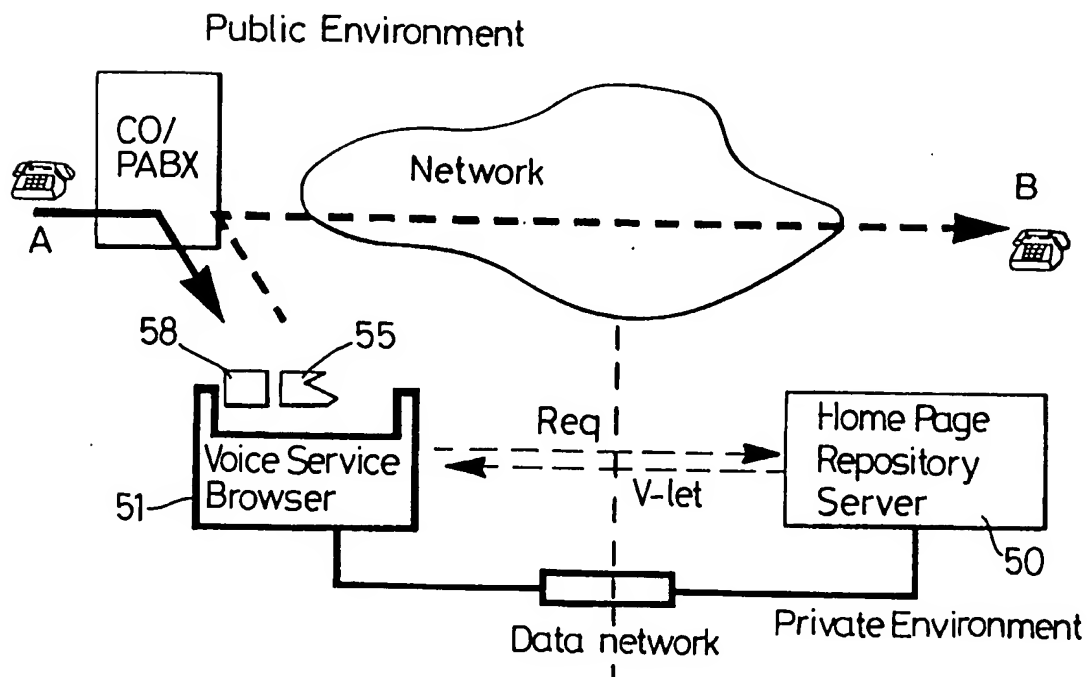 Public Environment
CO/
PABX
Network
A
B
58
55
Req
Home Page
Repository
Server
Voice Service
Browser
V-let
51
50
Data network
Private Environment